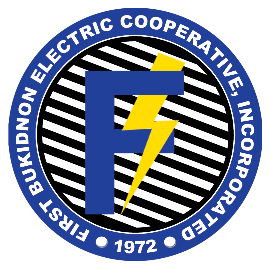 FIRST BUKIDNON ELECTRIC COOPERATIVE, INCORPORATED
F
1972